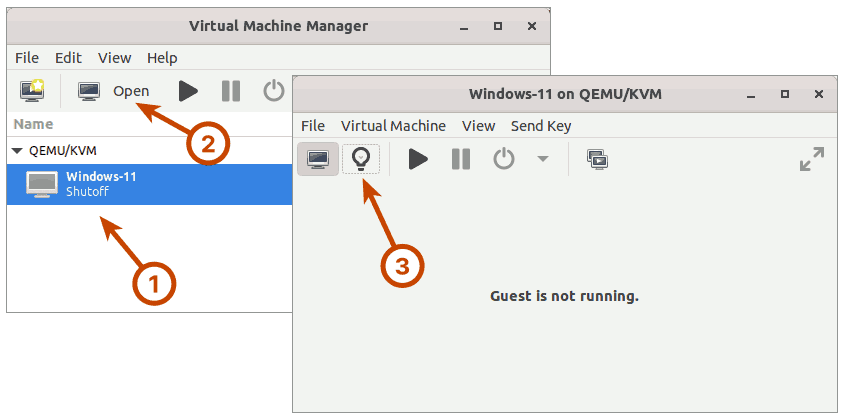 Virtual Machine Manager
File Edit View Help
Open
2
Name
QEMU/KVM
Windows-11
Shutoff
1
Windows-11 on QEMU/KVM
File Virtual Machine View Send Key
3
Guest is not running.